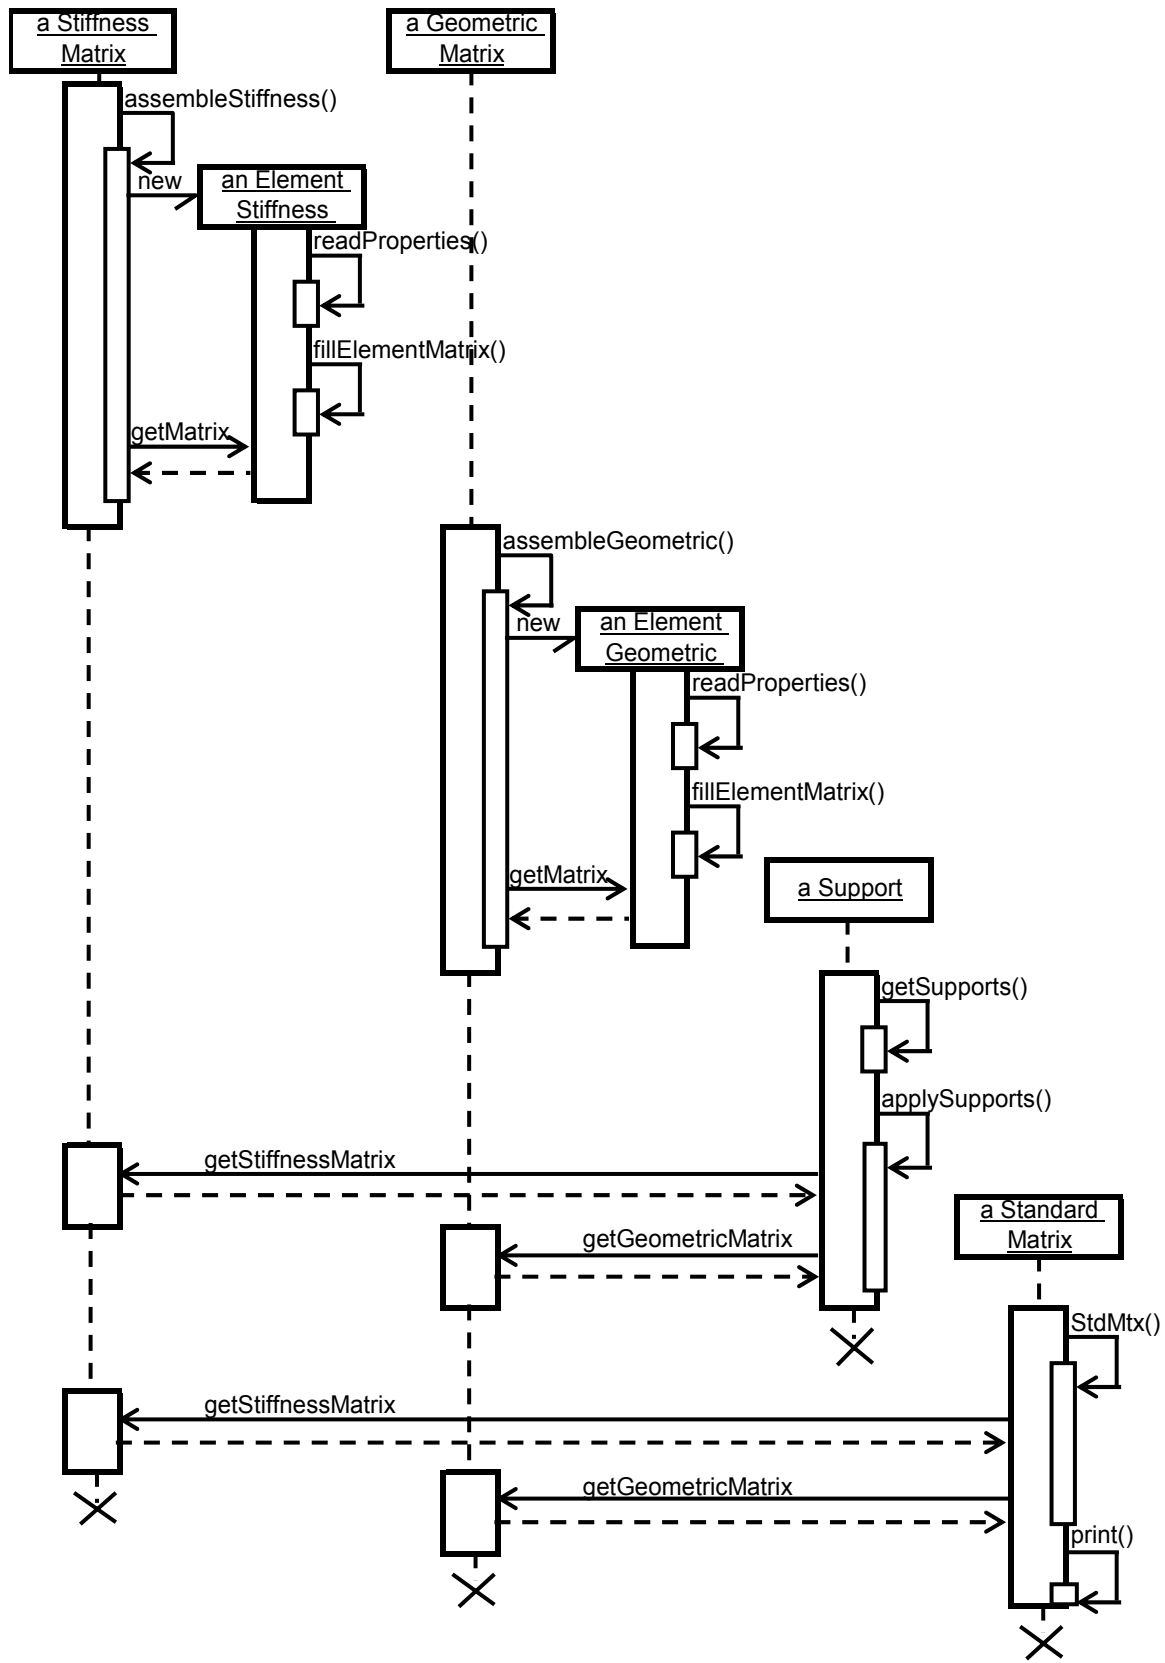 a Stiffness
Matrix
a Geometric
Matrix
assembleStiffness()
new
an Element
Stiffness
readProperties()
fillElementMatrix()
getMatrix
assembleGeometric()
new
an Element
Geometric
readProperties()
fillElementMatrix()
getMatrix
a Support
getSupports()
applySupports()
getStiffnessMatrix
a Standard
Matrix
getGeometricMatrix
StdMtx()
getStiffnessMatrix
getGeometricMatrix
print()